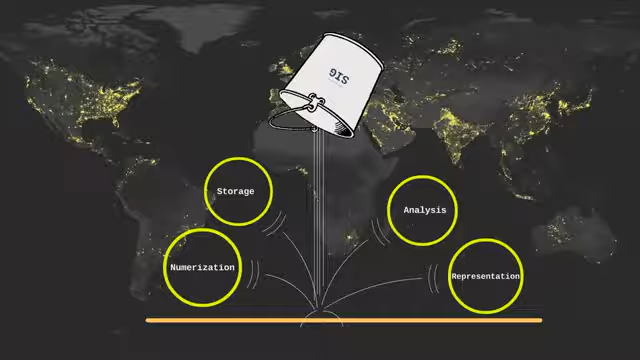 SIG
Storage
Analysis
Numerization
Representation